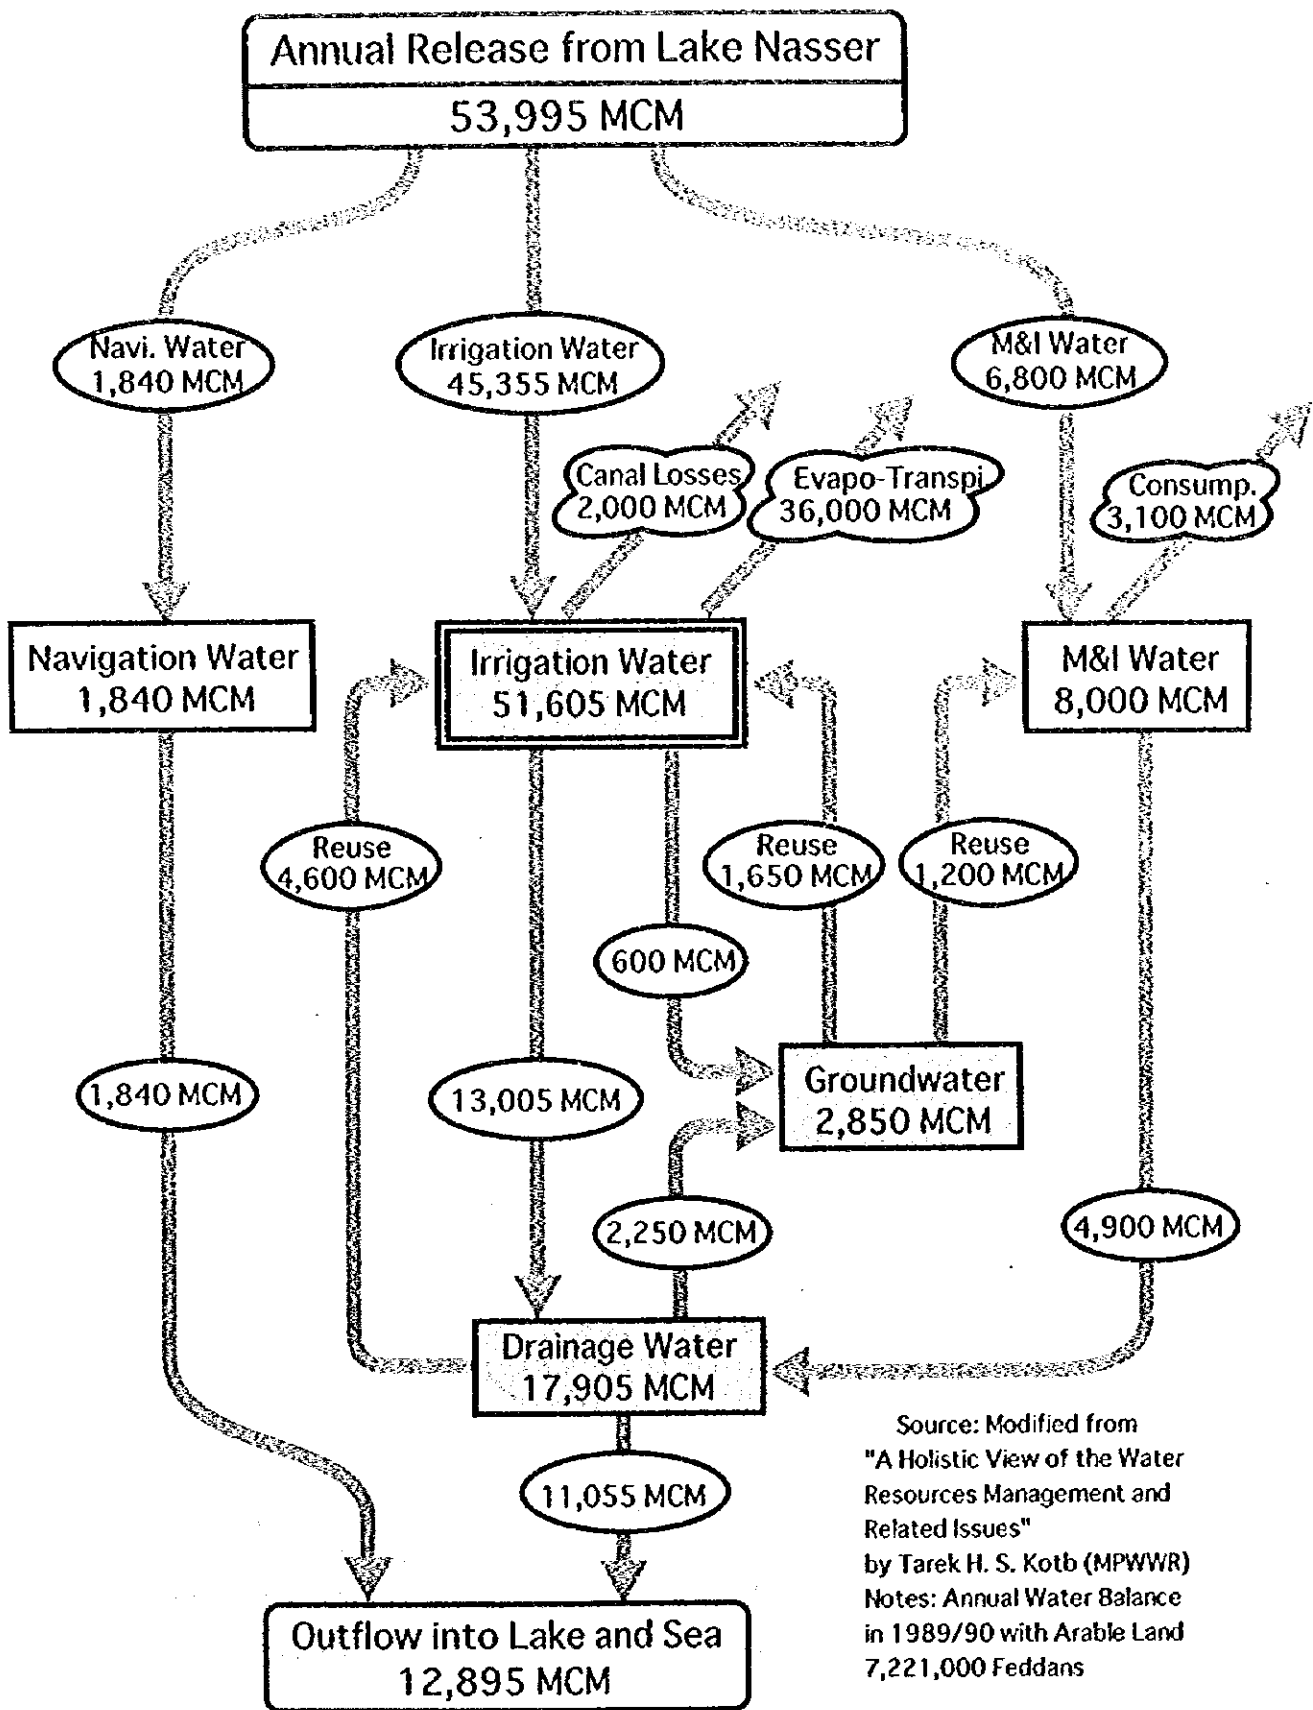 Annual Release from Lake Nasser
53,995 MCM
Navi. Water
1,840 MCM
Irrigation Water
45,355 MCM
M&I Water
6,800 MCM
Canal Losses
2,000 MCM
Evapo-Transpi.
36,000 MCM
Consump.
3,100 MCM
Navigation Water
1,840 MCM
Irrigation Water
51,605 MCM
M&I Water
8,000 MCM
Reuse
4,600 MCM
Reuse
1,650 MCM
Reuse
1,200 MCM
600 MCM
1,840 MCM
13,005 MCM
Groundwater
2,850 MCM
2,250 MCM
4,900 MCM
Drainage Water
17,905 MCM
11,055 MCM
Outflow into Lake and Sea
12,895 MCM
Source: Modified from
"A Holistic View of the Water
Resources Management and
Related Issues"
by Tarek H. S. Kotb (MPWWR)
Notes: Annual Water Balance
in 1989/90 with Arable Land
7,221,000 Feddans